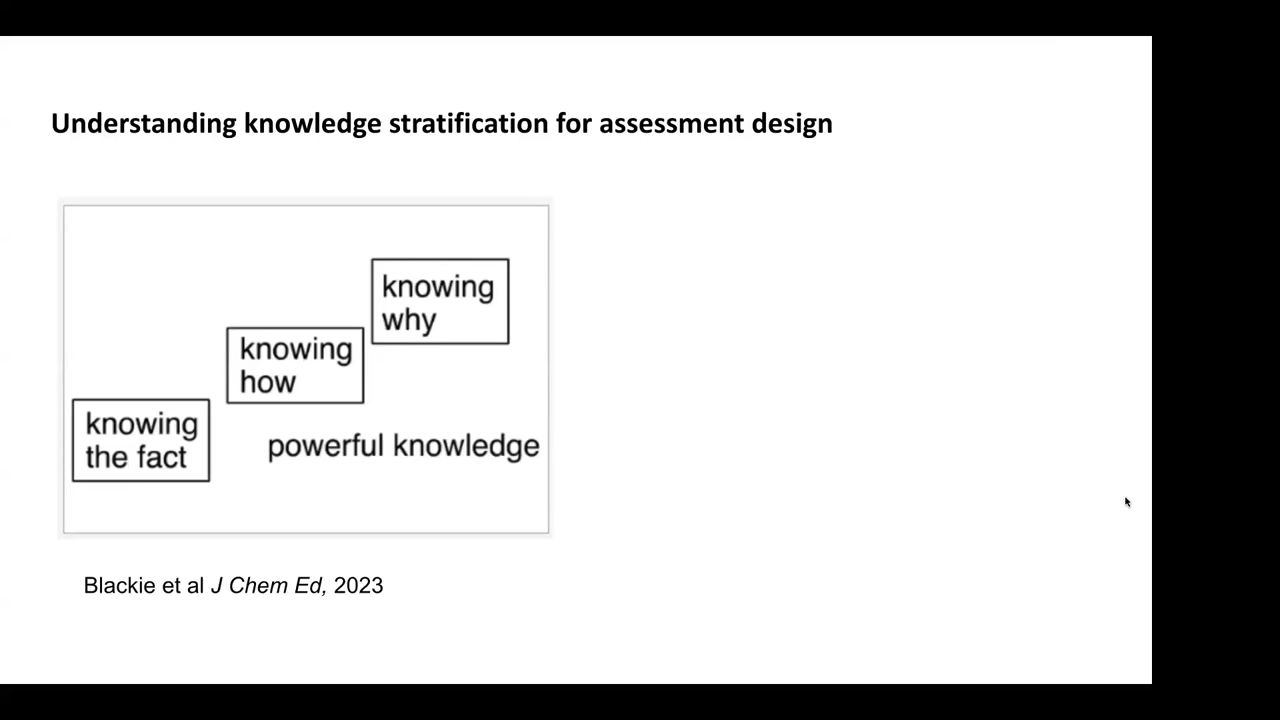 Understanding knowledge stratification for assessment design
knowing
why
knowing
how
knowing
the fact
powerful knowledge
Blackie et al J Chem Ed, 2023